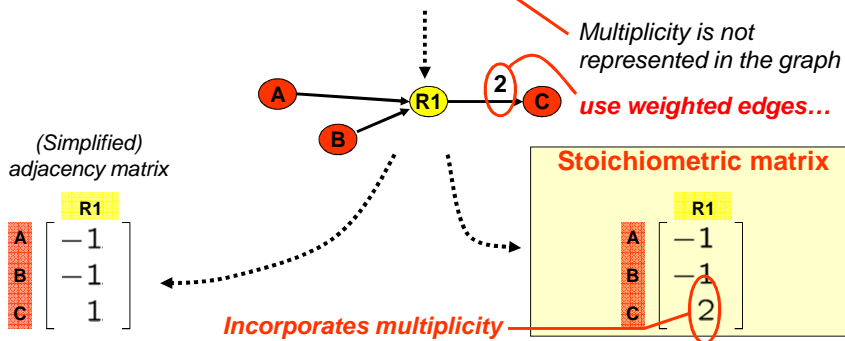 Multiplicity is not
represented in the graph
use weighted edges…
2
A
R1
C
B
(Simplified)
adjacency matrix
R1
A −1
B −1
C 1
Stoichiometric matrix
R1
A −1
B −1
C 2
Incorporates multiplicity